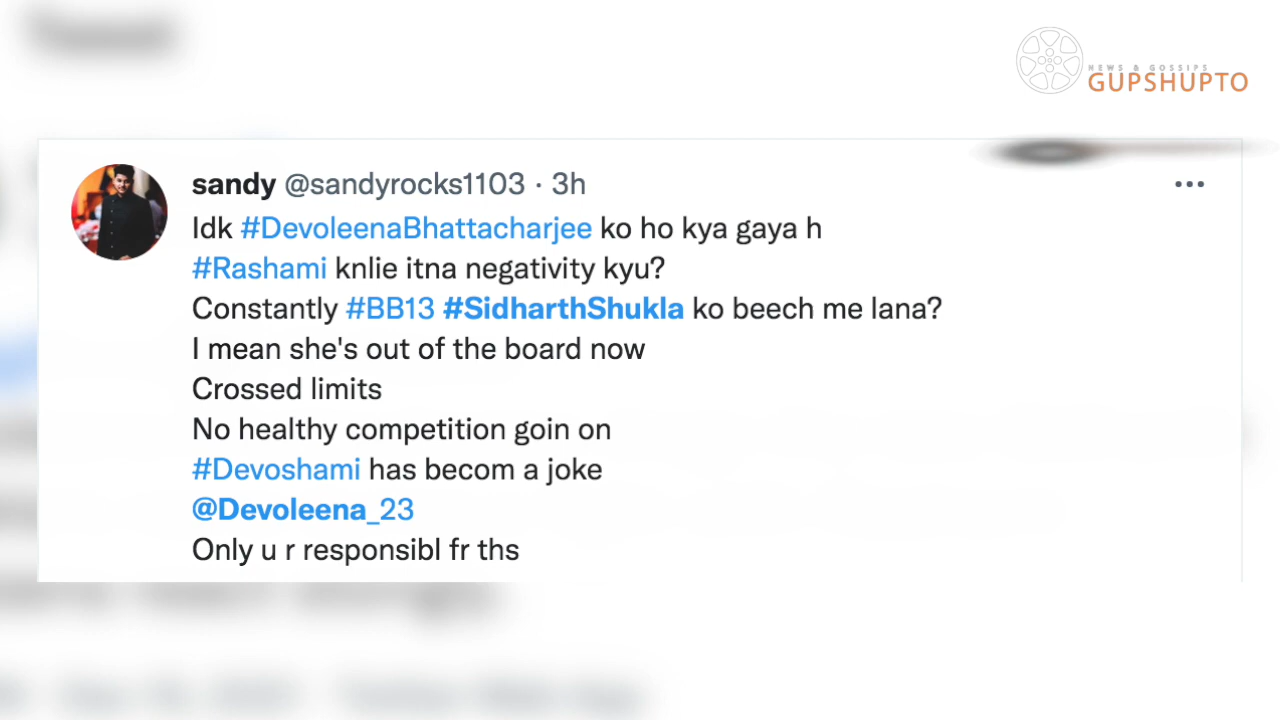 NEWS & GOSSIPS
GUPSHUPTO
sandy @sandyrocks1103 · 3h
Idk #DevoleenaBhattacharjee ko ho kya gaya h
#Rashami knlie itna negativity kyu?
Constantly #BB13 #SidharthShukla ko beech me lana?
I mean she's out of the board now
Crossed limits
No healthy competition goin on
#Devoshami has becom a joke
@Devoleena_23
Only u r responsibl fr ths